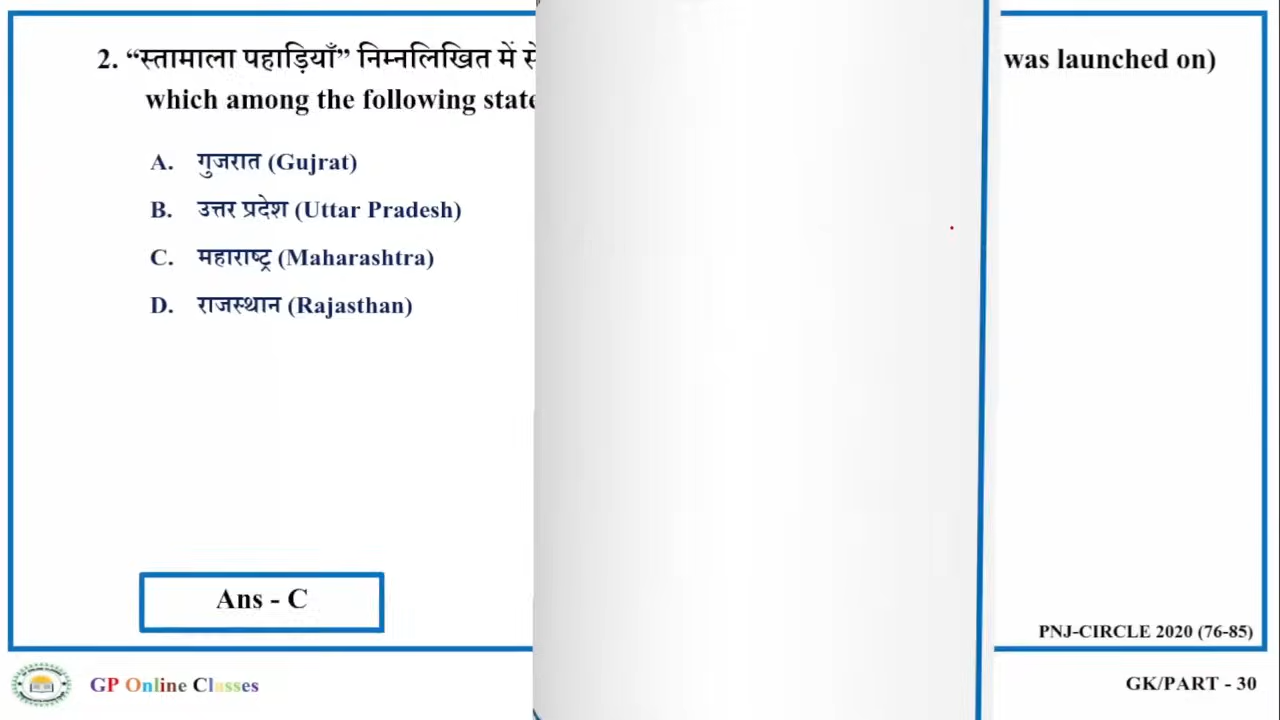 2. “स्तामाला पहाड़ियाँ” निम्नलिखित में से
was launched on)
which among the following state
A. गुजरात (Gujrat)
B. उत्तर प्रदेश (Uttar Pradesh)
C. महाराष्ट्र (Maharashtra)
D. राजस्थान (Rajasthan)
Ans - C
PNJ-CIRCLE 2020 (76-85)
GP Online Classes
GK/PART - 30